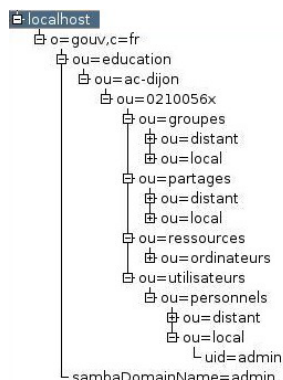 localhost
o=gouv,c=fr
ou=education
ou=ac-dijon
ou=0210056x
ou=groupes
ou=distant
ou=local
ou=partages
ou=distant
ou=local
ou=ressources
ou=ordinateurs
ou=utilisateurs
ou=personnels
ou=distant
ou=local
uid=admin
sambaDomainName=admin